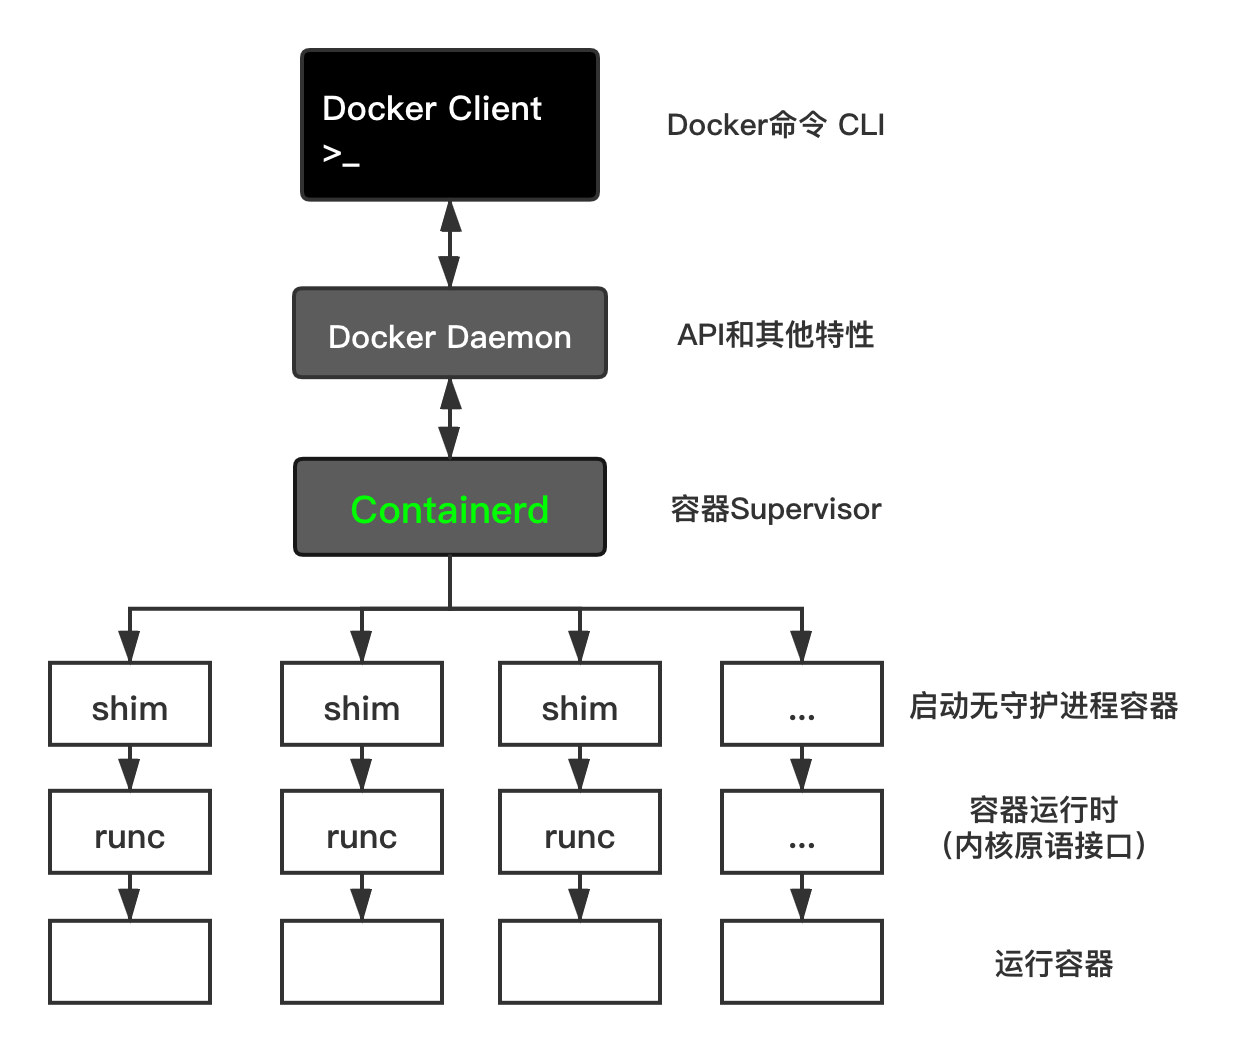 Docker Client
>_
Docker命令 CLI
Docker Daemon
API和其他特性
Containerd
容器Supervisor
shim
shim
shim
...
启动无守护进程容器
runc
runc
runc
...
容器运行时
（内核原语接口）
运行容器